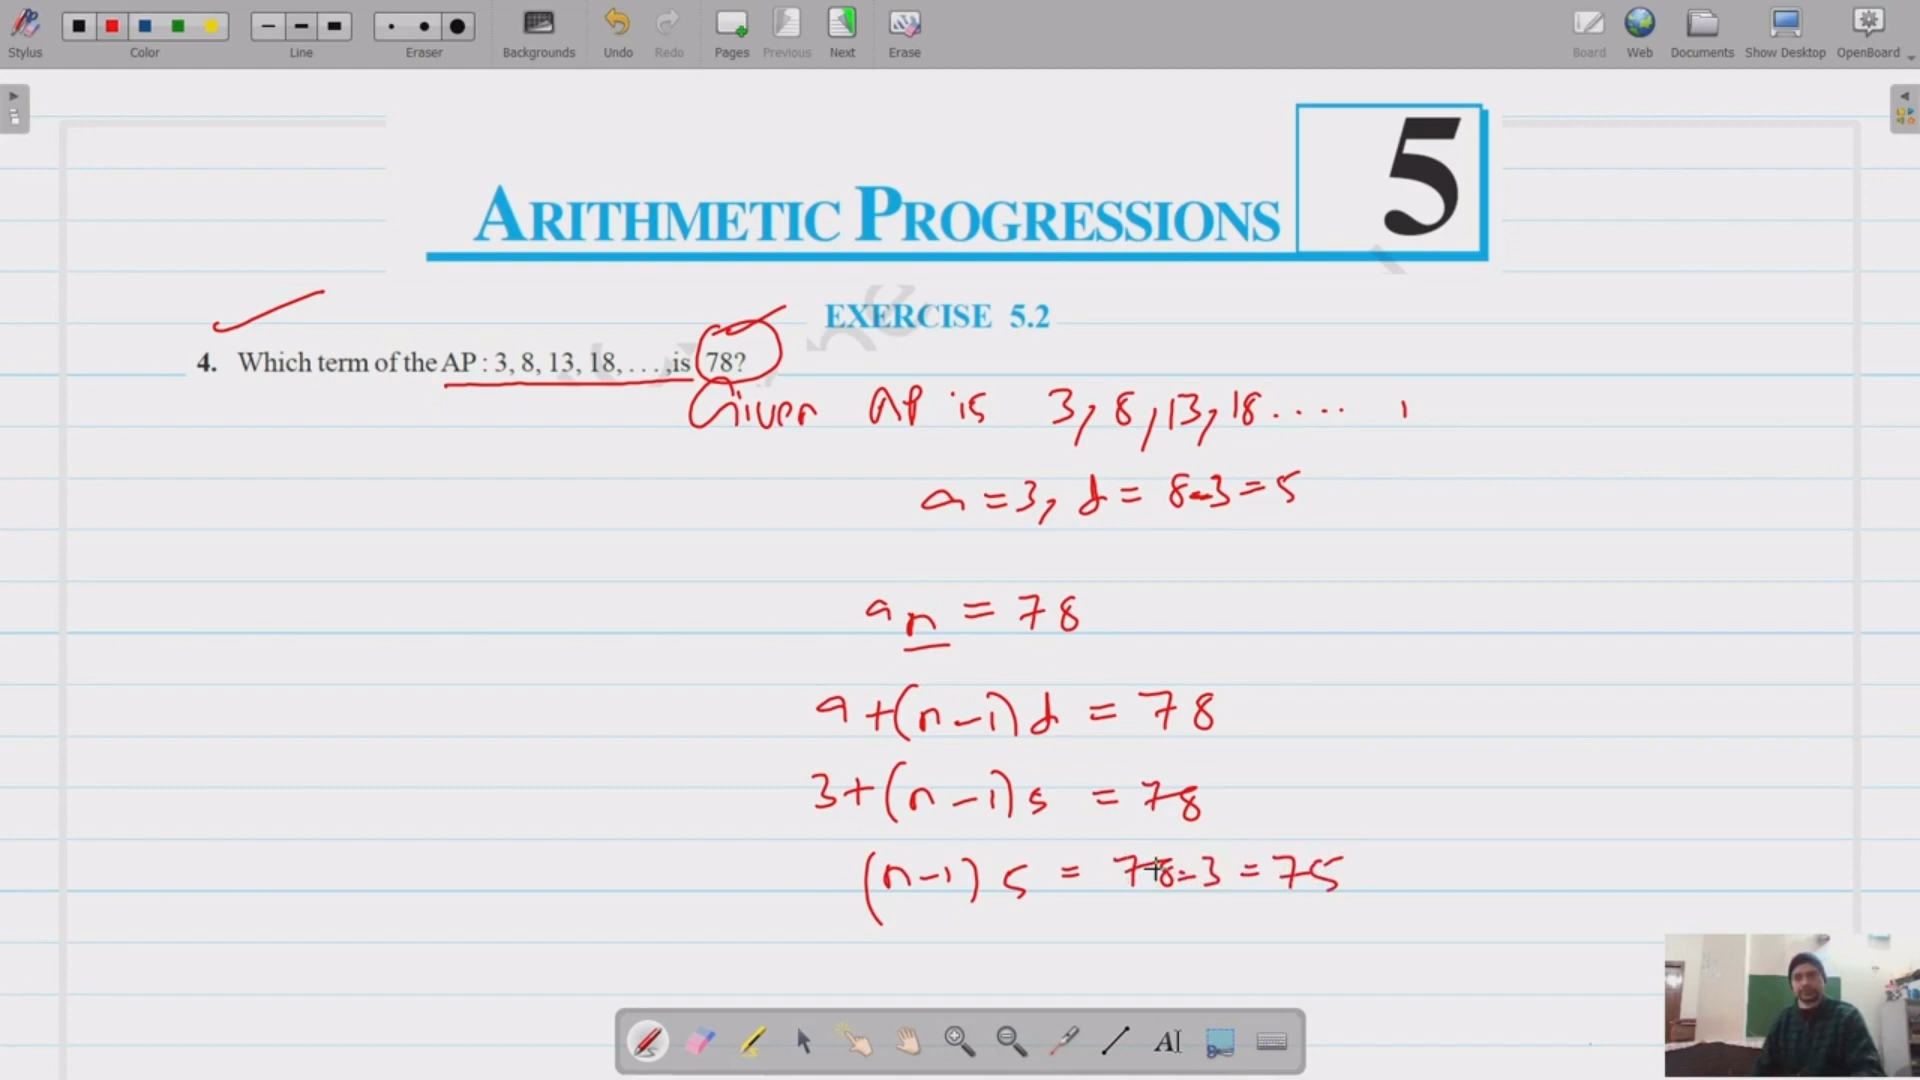 Stylus Color Line Eraser Backgrounds Undo Redo Pages Previous Next Erase Board Web Documents Show Desktop OpenBoard
5
ARITHMETIC PROGRESSIONS
EXERCISE 5.2
4. Which term of the AP : 3, 8, 13, 18, . . . ,is 78?
Given AP is 3, 8, 13, 18....
a = 3, d = 8-3 = 5
an = 78
a+(n-1)d = 78
3+(n-1)5 = 78
(n-1)5 = 78-3 = 75